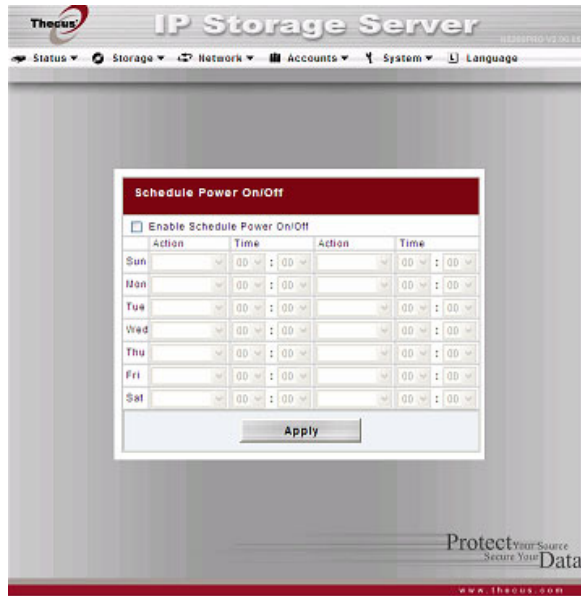 Thecus
IP Storage Server
Status Storage Network Accounts System Language
Schedule Power On/Off
Enable Schedule Power On/Off
Action Time Action Time
Sun 00 : 00 00 : 00
Mon 00 : 00 00 : 00
Tue 00 : 00 00 : 00
Wed 00 : 00 00 : 00
Thu 00 : 00 00 : 00
Fri 00 : 00 00 : 00
Sat 00 : 00 00 : 00
Apply
Protect Your Source
Secure Your Data
www.thecus.com